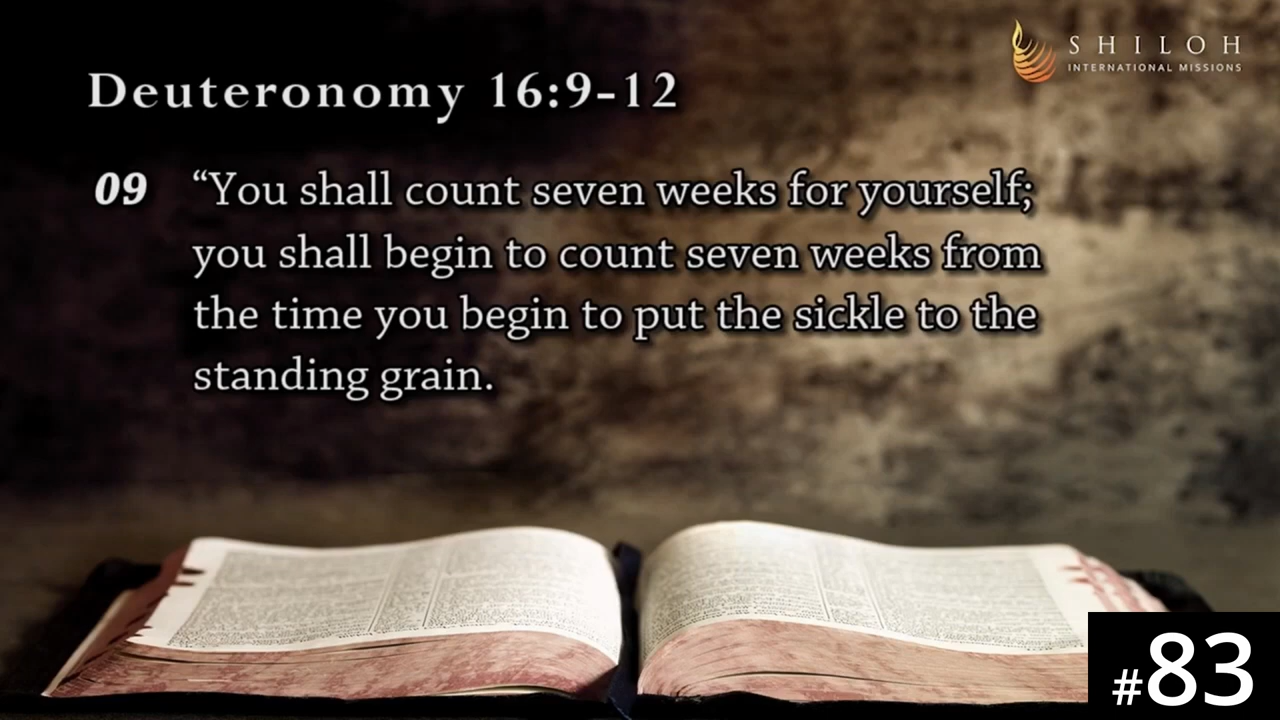 SHILOH
INTERNATIONAL MISSIONS
Deuteronomy 16:9-12
09 “You shall count seven weeks for yourself;
you shall begin to count seven weeks from
the time you begin to put the sickle to the
standing grain.
#83